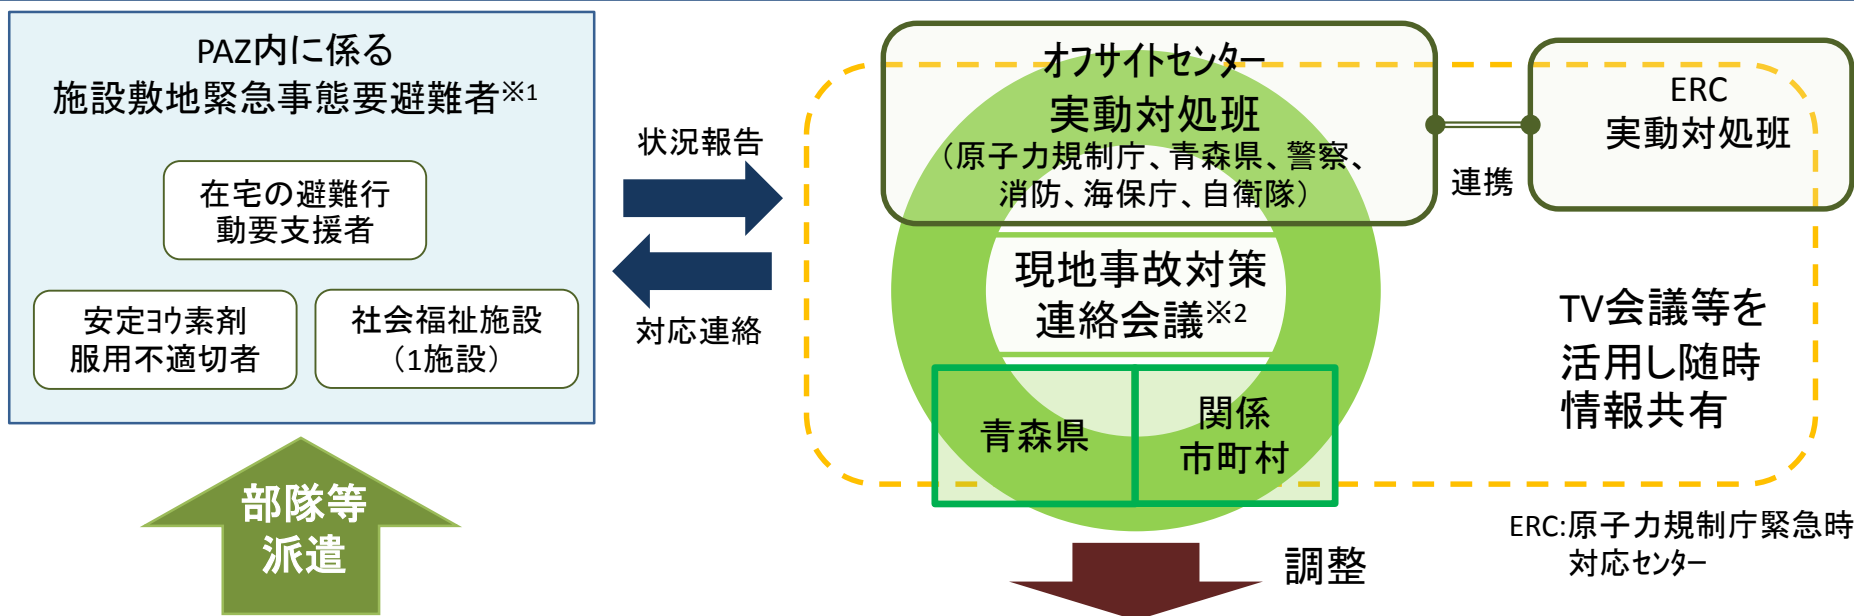 PAZ内に係る
施設敷地緊急事態要避難者※1
在宅の避難行
動要支援者
安定ヨウ素剤
服用不適切者
社会福祉施設
（1施設）
部隊等
派遣
状況報告
対応連絡
オフサイトセンター
実動対処班
（原子力規制庁、青森県、警察、
消防、海保庁、自衛隊）
連携
ERC
実動対処班
現地事故対策
連絡会議※2
青森県
関係
市町村
TV会議等を
活用し随時
情報共有
調整
ERC:原子力規制庁緊急時
対応センター